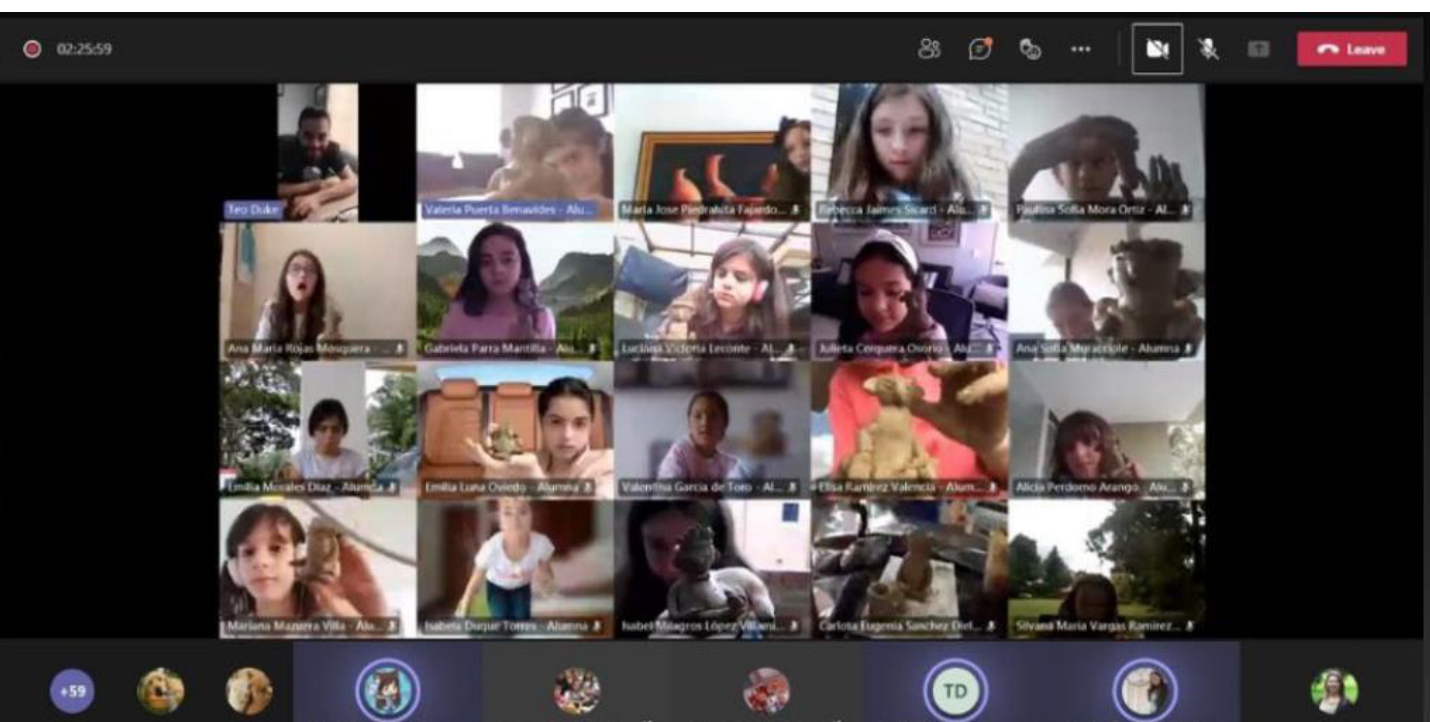 02:25:59
Leave
Teo Duke
Valeria Puerta Benavides - Alu...
Maria Jose Piedrahita Fajardo...
Rebecca Jaimes Sicard - Alu...
Paulina Sofia Mora Ortiz - Al...
Ana Maria Rojas Mosquera - ...
Gabriela Parra Mantilla - Alu...
Luciana Victoria Leconte - Al...
Julieta Cerquera Osorio - Alu...
Ana Sofia Muracciole - Alumna
Emilia Morales Diaz - Alumna
Emilia Luna Oviedo - Alumna
Valentina Garcia de Toro - Al...
Elisa Ramirez Valencia - Alum...
Alicia Perdomo Arango - Alu...
Mariana Mazuera Villa - Alu...
Isabela Duque Torres - Alumna
Isabel Milagros López Villami...
Carlota Eugenia Sanchez Diel...
Silvana Maria Vargas Ramirez...
+59
TD